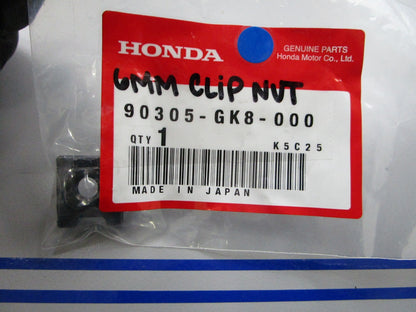 HONDA
GENUINE PARTS
Honda Motor Co., Ltd.
6MM CLIP NUT
90305-GK8-000
QTY 1
K5C25
MADE IN JAPAN